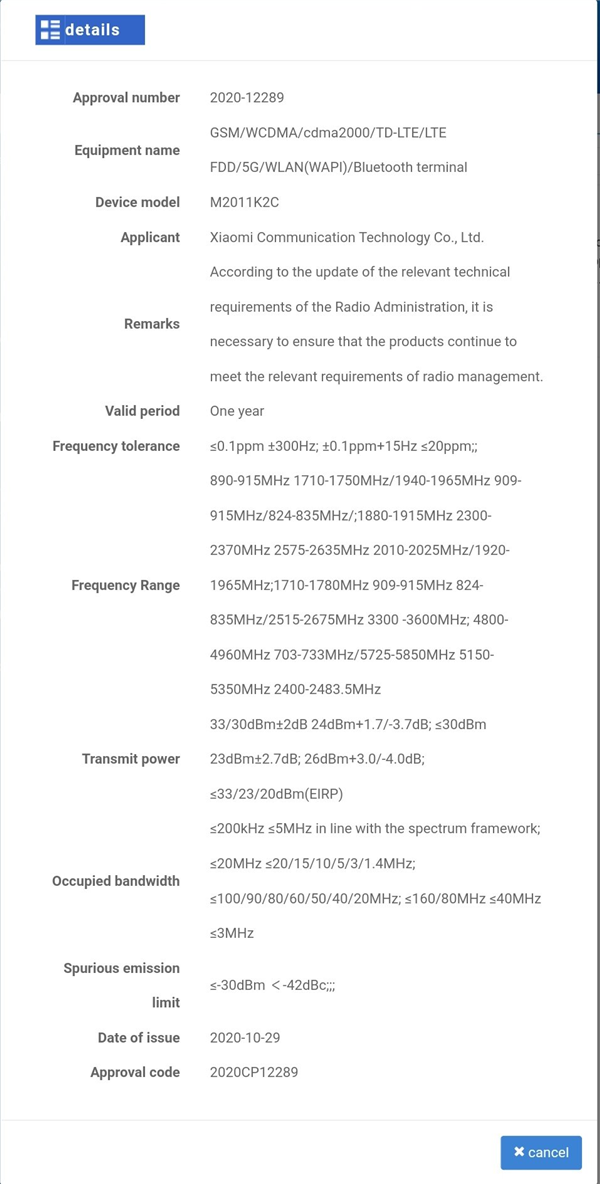 details
Approval number 2020-12289
Equipment name GSM/WCDMA/cdma2000/TD-LTE/LTE
FDD/5G/WLAN(WAPI)/Bluetooth terminal
Device model M2011K2C
Applicant Xiaomi Communication Technology Co., Ltd.
Remarks According to the update of the relevant technical
requirements of the Radio Administration, it is
necessary to ensure that the products continue to
meet the relevant requirements of radio management.
Valid period One year
Frequency tolerance ≤0.1ppm ±300Hz; ±0.1ppm+15Hz ≤20ppm;;
Frequency Range 890-915MHz 1710-1750MHz/1940-1965MHz 909-
915MHz/824-835MHz/;1880-1915MHz 2300-
2370MHz 2575-2635MHz 2010-2025MHz/1920-
1965MHz;1710-1780MHz 909-915MHz 824-
835MHz/2515-2675MHz 3300 -3600MHz; 4800-
4960MHz 703-733MHz/5725-5850MHz 5150-
5350MHz 2400-2483.5MHz
Transmit power 33/30dBm±2dB 24dBm+1.7/-3.7dB; ≤30dBm
23dBm±2.7dB; 26dBm+3.0/-4.0dB;
≤33/23/20dBm(EIRP)
Occupied bandwidth ≤200kHz ≤5MHz in line with the spectrum framework;
≤20MHz ≤20/15/10/5/3/1.4MHz;
≤100/90/80/60/50/40/20MHz; ≤160/80MHz ≤40MHz
≤3MHz
Spurious emission
limit ≤-30dBm ＜-42dBc;;;
Date of issue 2020-10-29
Approval code 2020CP12289
✖ cancel